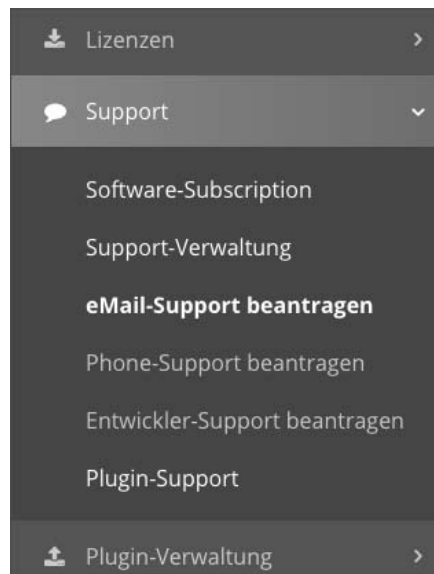 Lizenzen
Support
Software-Subscription
Support-Verwaltung
eMail-Support beantragen
Phone-Support beantragen
Entwickler-Support beantragen
Plugin-Support
Plugin-Verwaltung